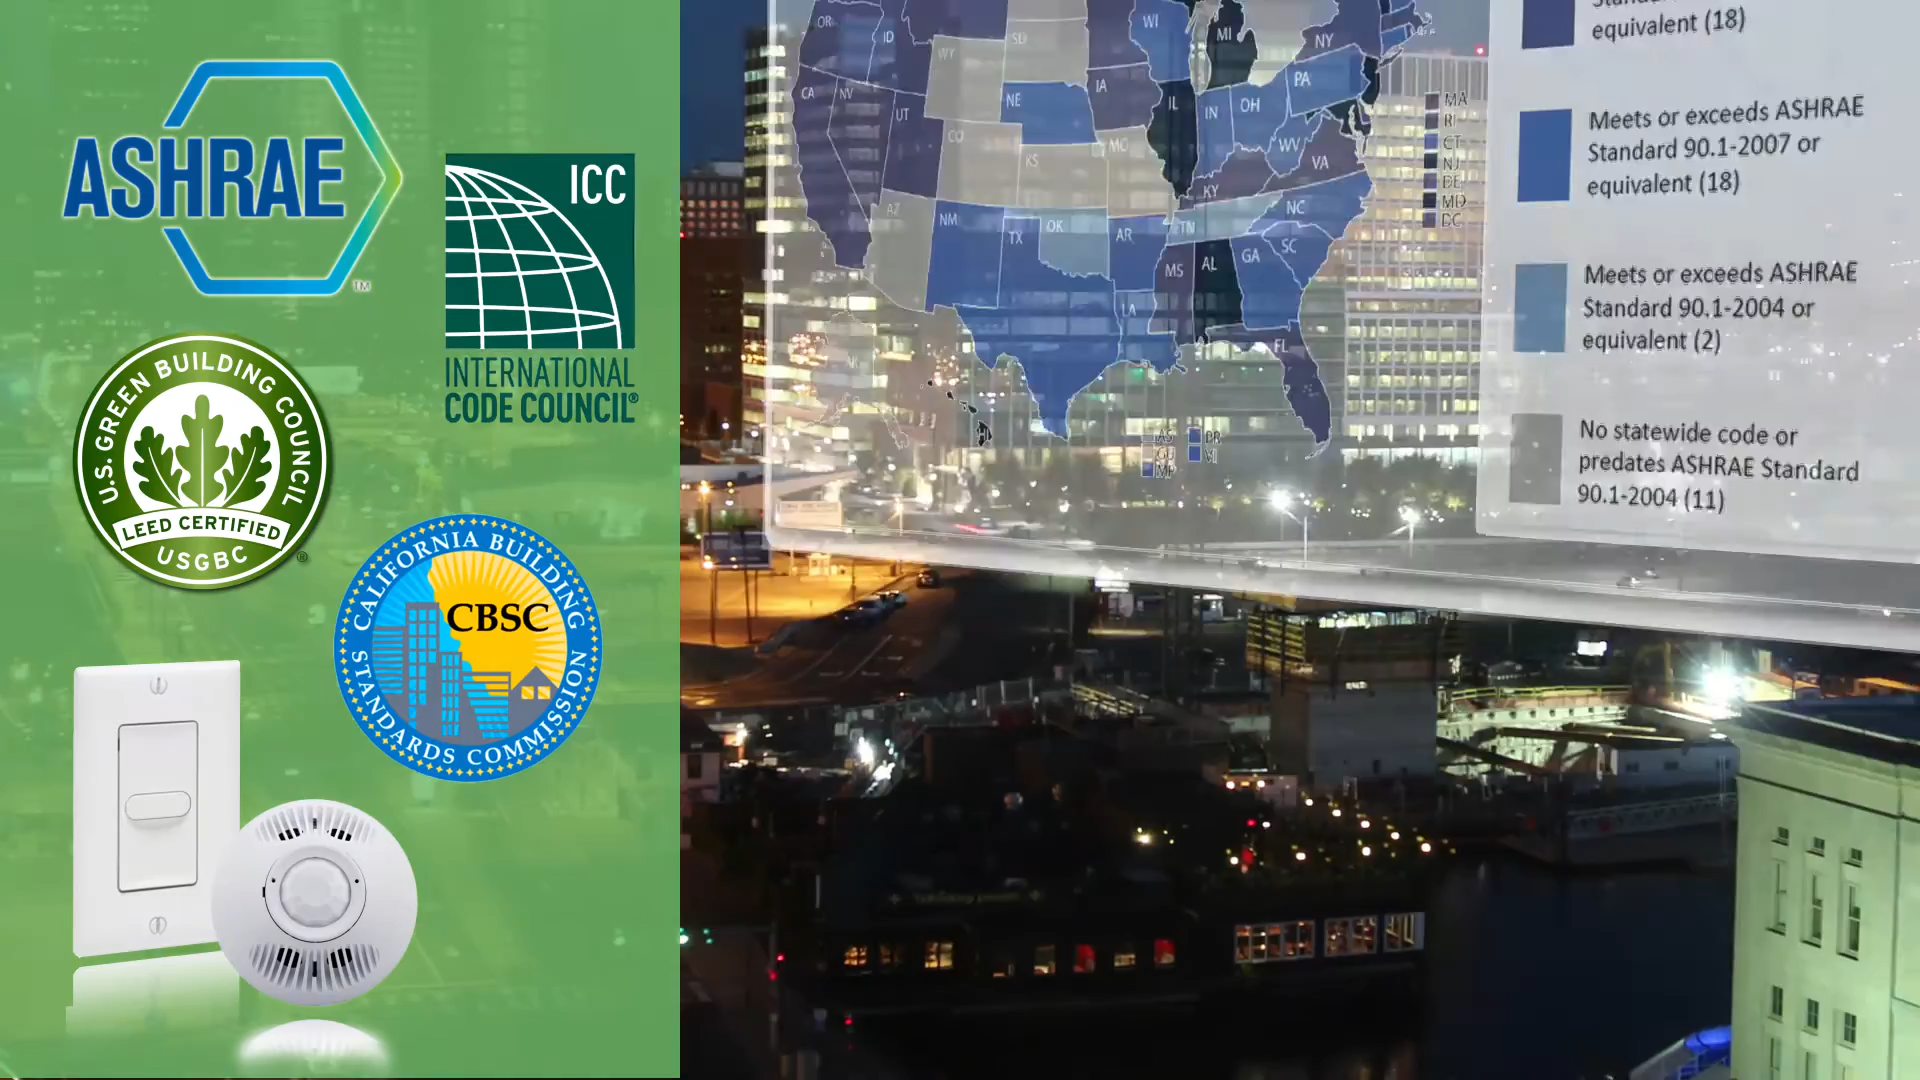 ASHRAE
TM
ICC
INTERNATIONAL
CODE COUNCIL®
U.S. GREEN BUILDING COUNCIL
LEED CERTIFIED
USGBC
®
CALIFORNIA BUILDING
CBSC
STANDARDS COMMISSION
OR
ID
WY
SD
WI
MI
NY
CA
NV
UT
NE
IA
IL
IN
OH
PA
CO
KS
MO
WV
VA
KY
AZ
NM
TX
OK
AR
TN
NC
SC
MS
AL
GA
LA
FL
HI
MA
RI
CT
NJ
DE
MD
DC
AS
GU
MP
PR
VI
equivalent (18)
Meets or exceeds ASHRAE
Standard 90.1-2007 or
equivalent (18)
Meets or exceeds ASHRAE
Standard 90.1-2004 or
equivalent (2)
No statewide code or
predates ASHRAE Standard
90.1-2004 (11)